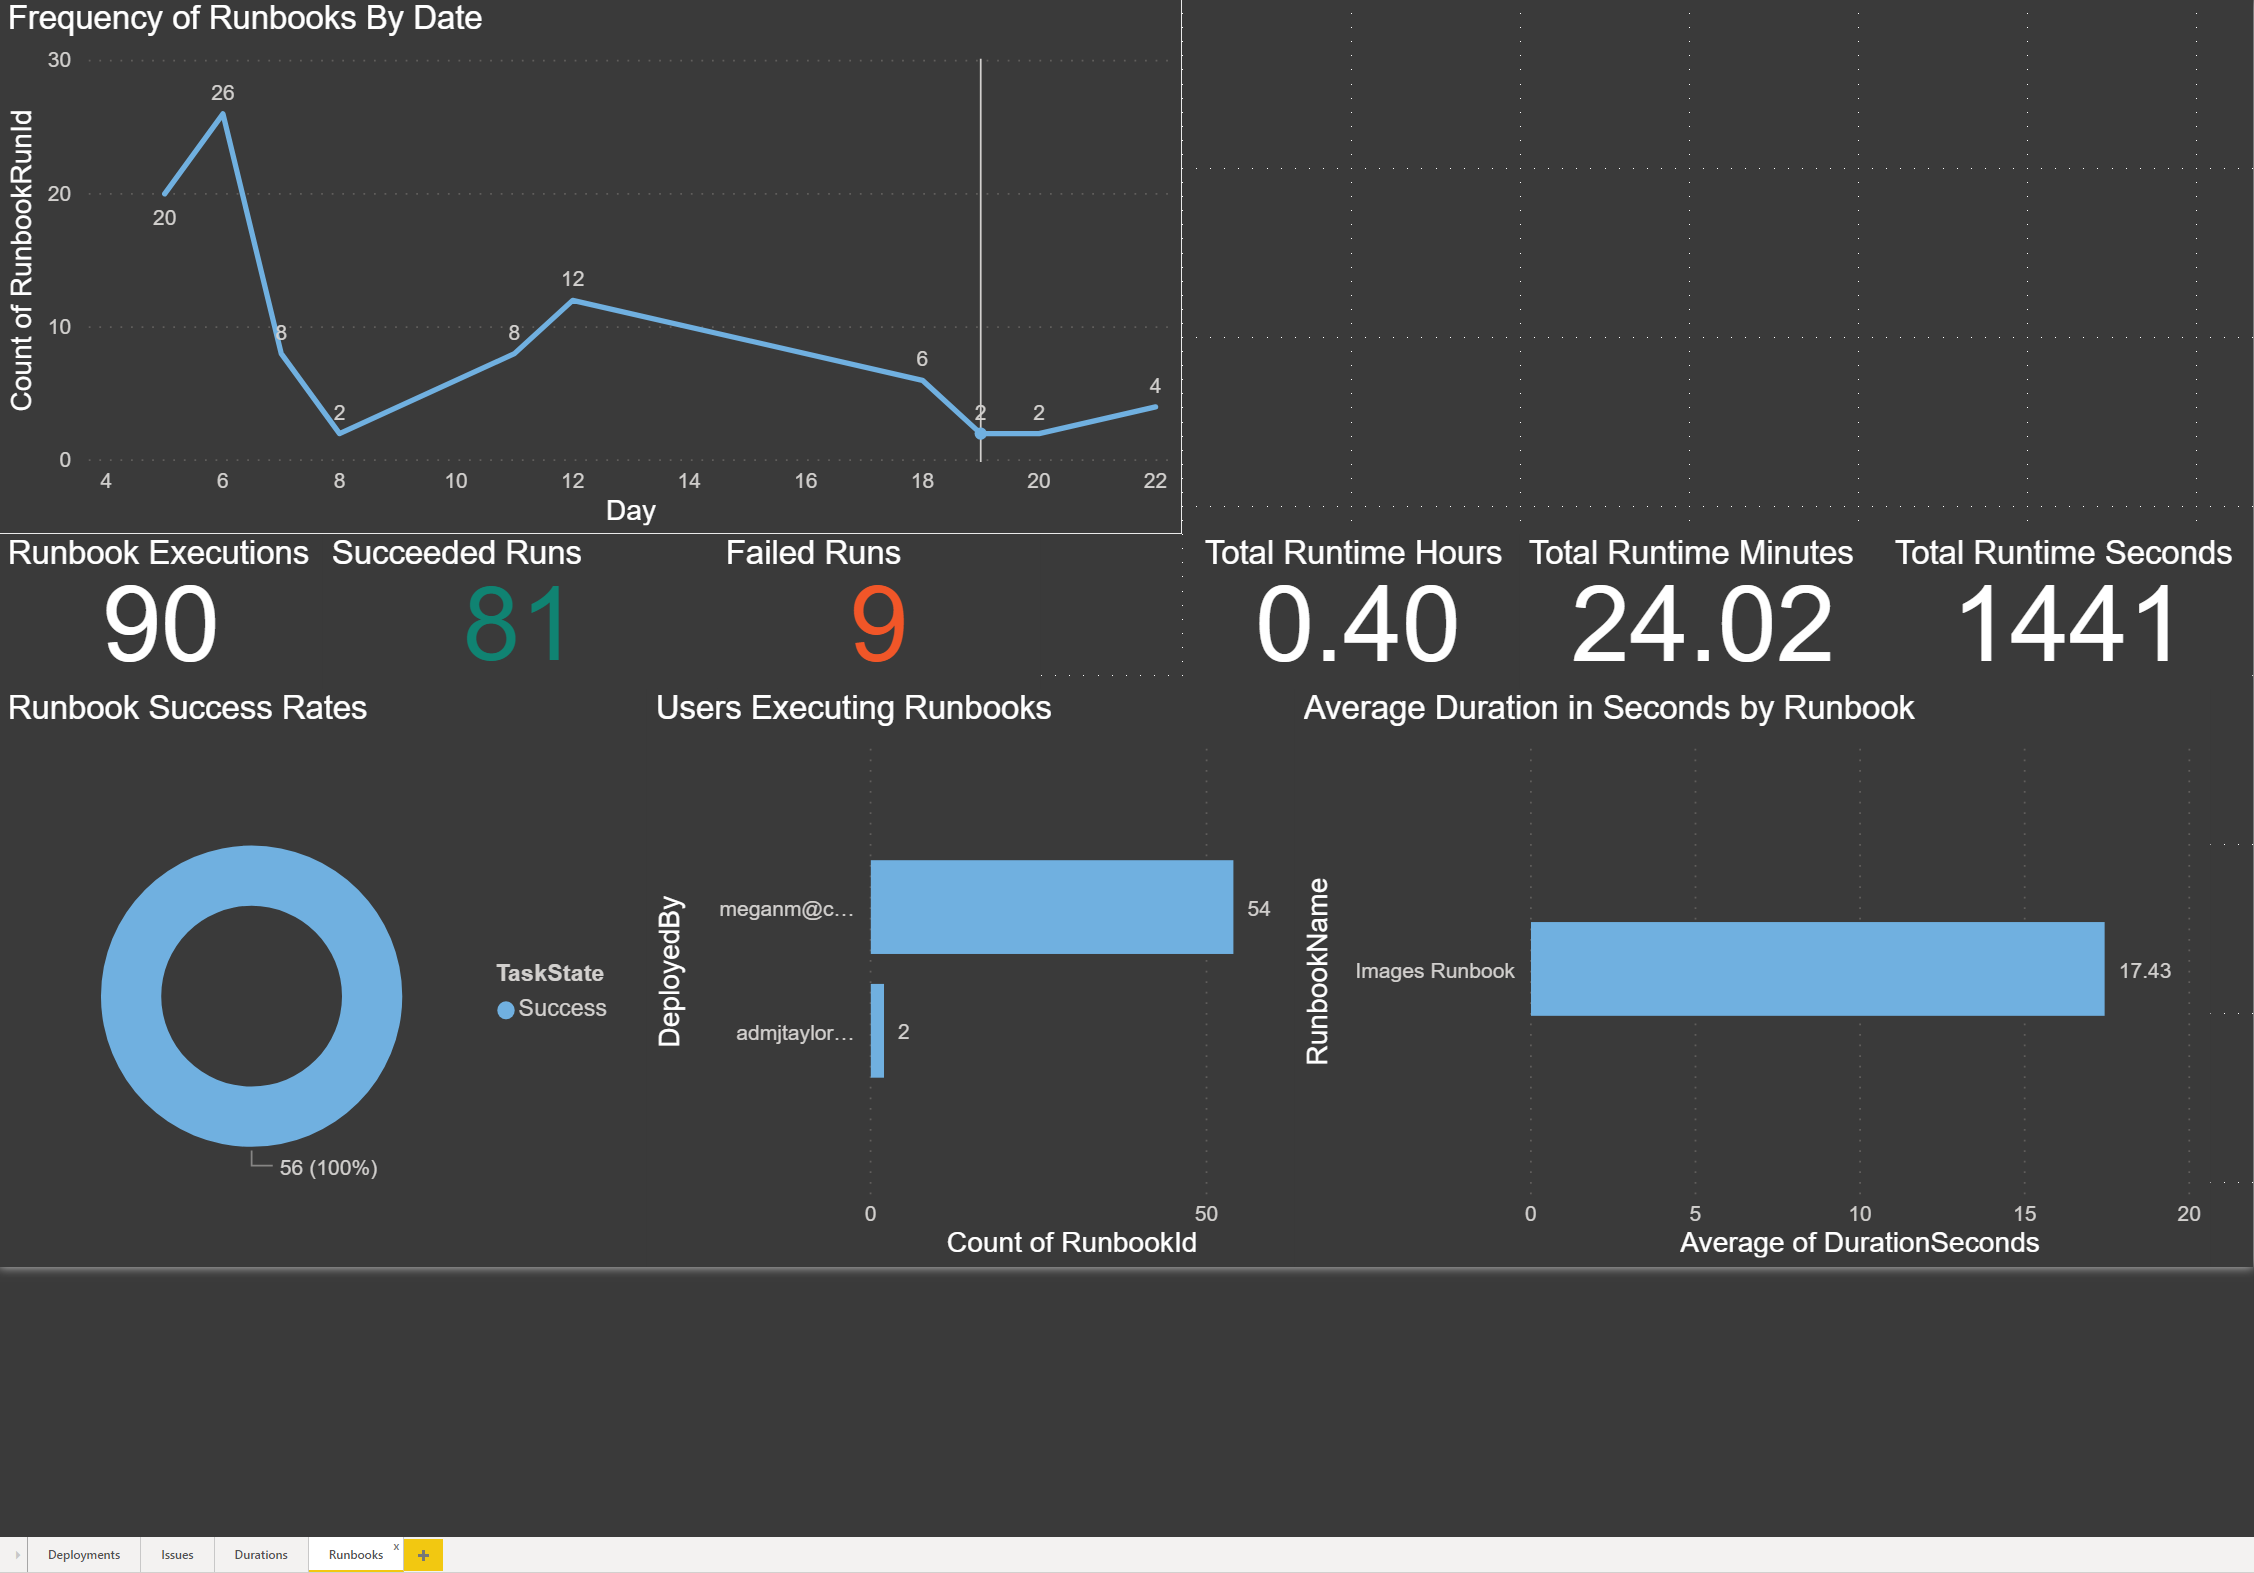 Frequency of Runbooks By Date
Count of RunbookRunId
30
20
10
0
20
26
8
2
8
12
6
2
2
4
4 6 8 10 12 14 16 18 20 22
Day
Runbook Executions
90
Succeeded Runs
81
Failed Runs
9
Total Runtime Hours
0.40
Total Runtime Minutes
24.02
Total Runtime Seconds
1441
Runbook Success Rates
TaskState
Success
56 (100%)
Users Executing Runbooks
DeployedBy
meganm@c... 54
admjtaylor... 2
0 50
Count of RunbookId
Average Duration in Seconds by Runbook
RunbookName
Images Runbook 17.43
0 5 10 15 20
Average of DurationSeconds
Deployments Issues Durations Runbooks x +